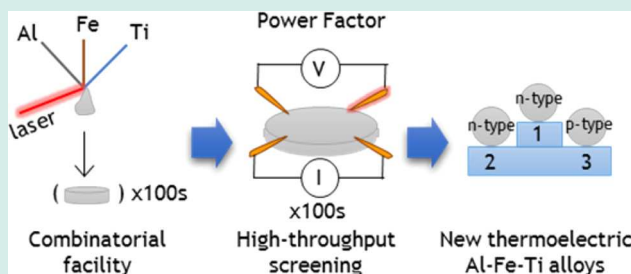 Al
Fe
Ti
laser
( ) x100s
Combinatorial
facility
Power Factor
V
I
x100s
High-throughput
screening
n-type
n-type
p-type
1
2
3
New thermoelectric
Al-Fe-Ti alloys